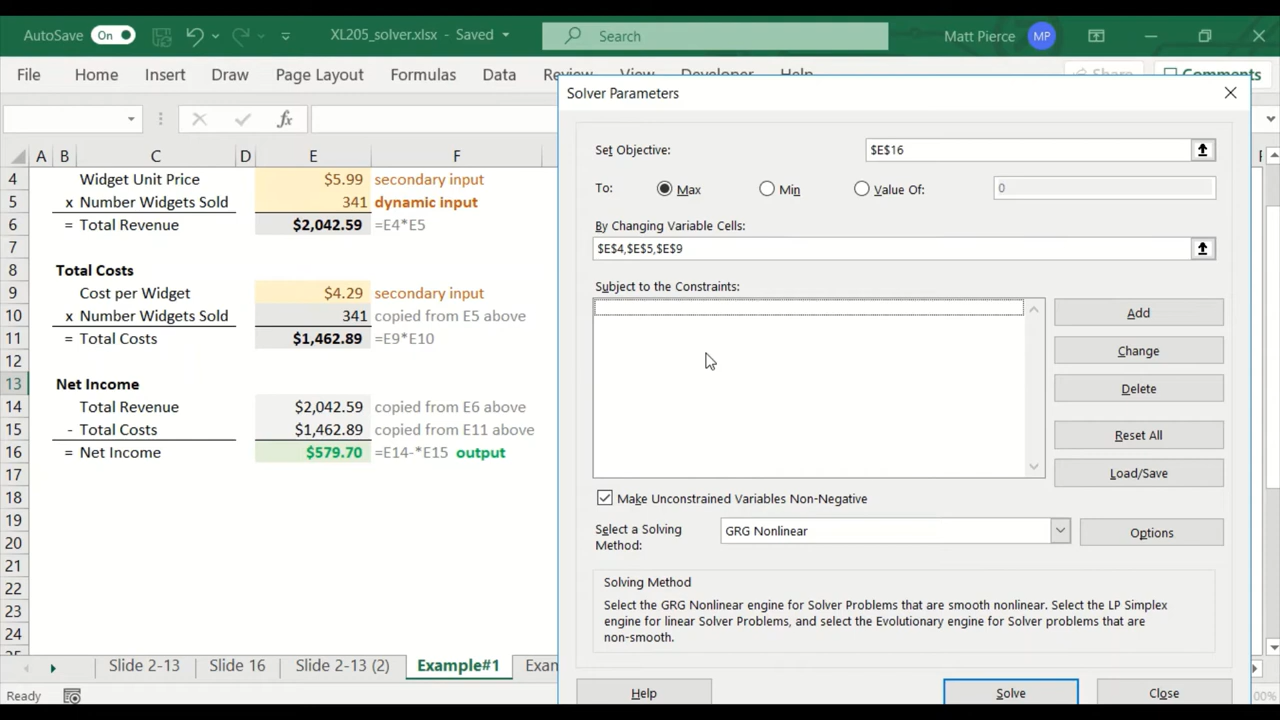 AutoSave On XL205_solver.xlsx - Saved Search Matt Pierce MP
File Home Insert Draw Page Layout Formulas Data Review View Developer Help Share Comments
fx
Solver Parameters
Set Objective: $E$16
To: Max Min Value Of: 0
By Changing Variable Cells:
$E$4,$E$5,$E$9
Subject to the Constraints:
Add
Change
Delete
Reset All
Load/Save
Make Unconstrained Variables Non-Negative
Select a Solving Method: GRG Nonlinear Options
Solving Method
Select the GRG Nonlinear engine for Solver Problems that are smooth nonlinear. Select the LP Simplex
engine for linear Solver Problems, and select the Evolutionary engine for Solver problems that are
non-smooth.
Help Solve Close
A B C D E F
4 Widget Unit Price $5.99 secondary input
5 x Number Widgets Sold 341 dynamic input
6 = Total Revenue $2,042.59 =E4*E5
7
8 Total Costs
9 Cost per Widget $4.29 secondary input
10 x Number Widgets Sold 341 copied from E5 above
11 = Total Costs $1,462.89 =E9*E10
12
13 Net Income
14 Total Revenue $2,042.59 copied from E6 above
15 - Total Costs $1,462.89 copied from E11 above
16 = Net Income $579.70 =E14-*E15 output
17
18
19
20
21
22
23
24
Slide 2-13 Slide 16 Slide 2-13 (2) Example#1
Ready